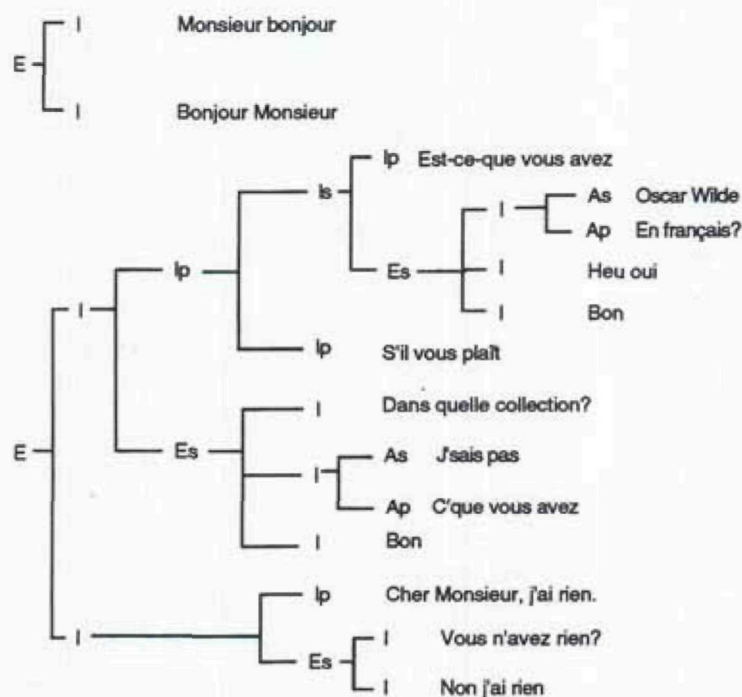 I Monsieur bonjour
E
I Bonjour Monsieur
Ip Est-ce-que vous avez
Is
I As Oscar Wilde
Ap En français?
Ip Es I Heu oui
I Bon
I
Ip S'il vous plaît
I Dans quelle collection?
E Es I As J'sais pas
Ap C'que vous avez
I Bon
Ip Cher Monsieur, j'ai rien.
I
Es I Vous n'avez rien?
I Non j'ai rien